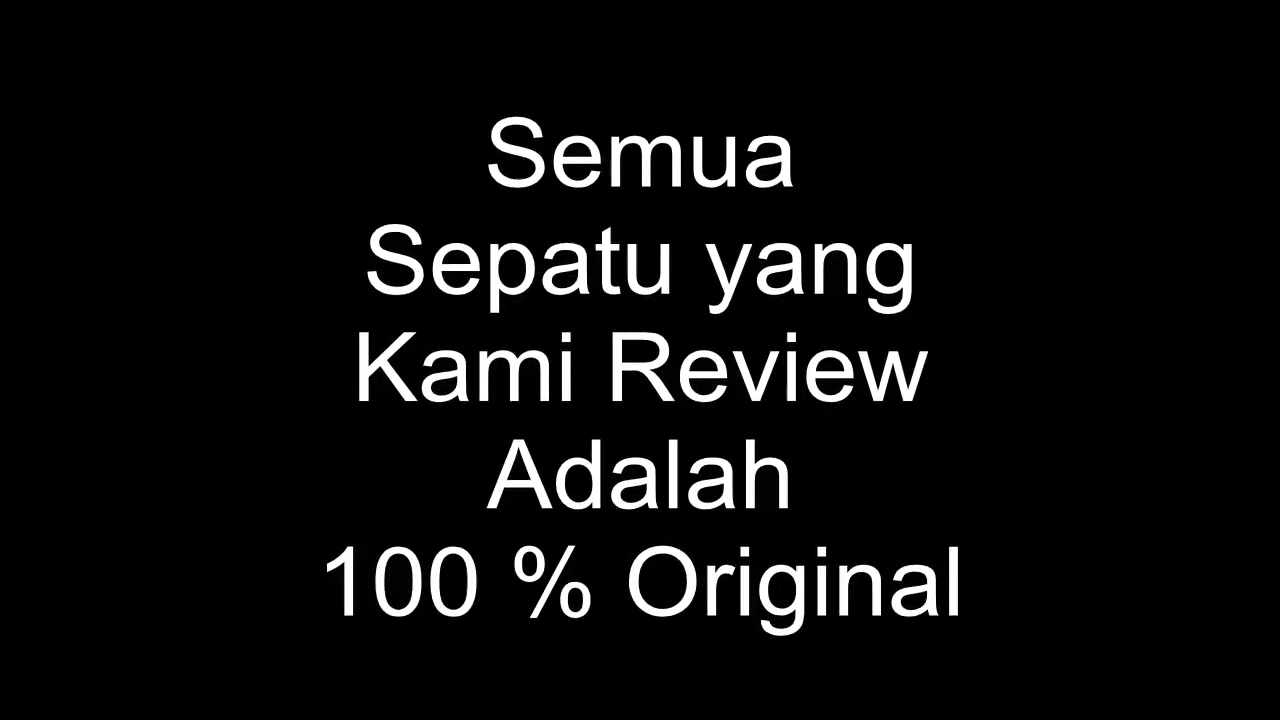 Semua
Sepatu yang
Kami Review
Adalah
100 % Original